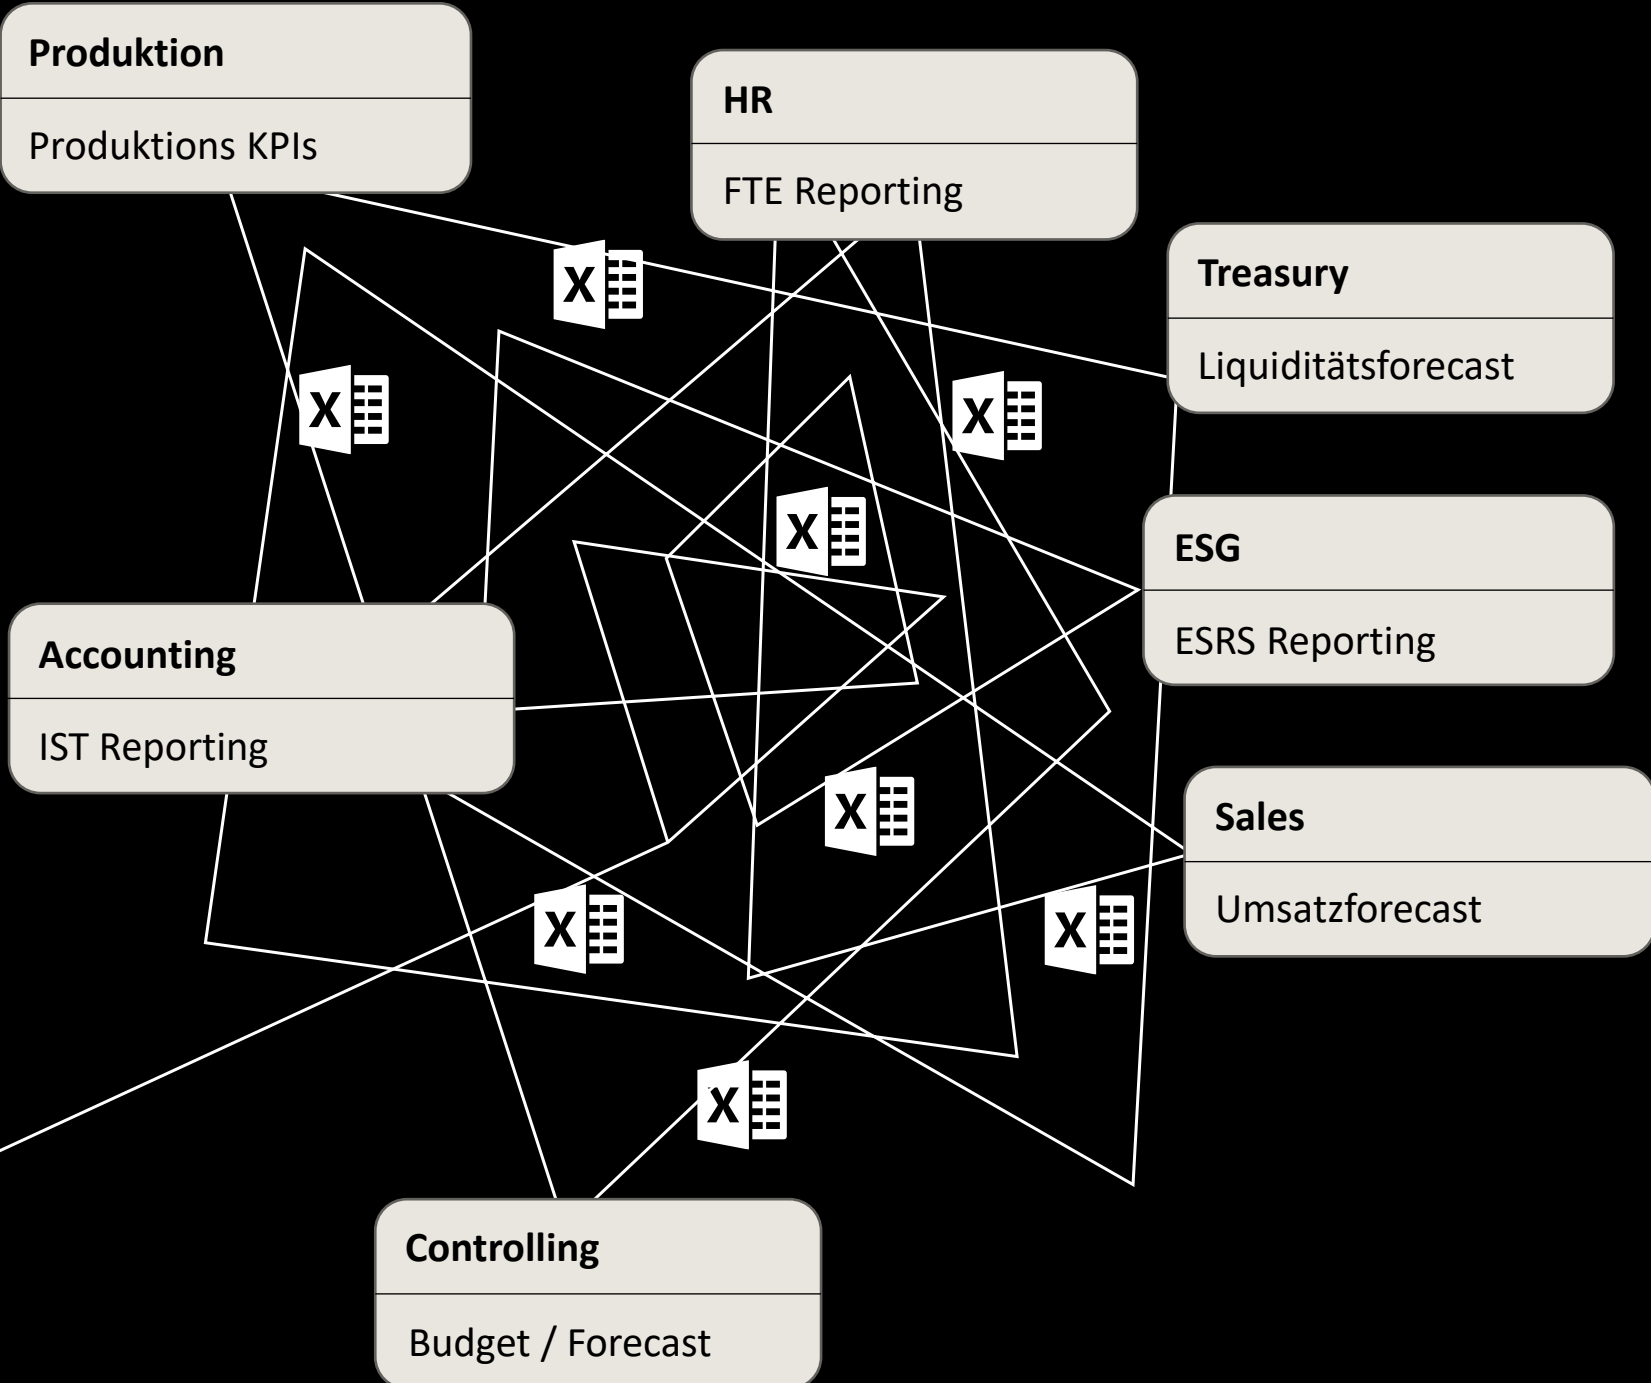 Produktion
Produktions KPIs
HR
FTE Reporting
Treasury
Liquiditätsforecast
X
X
X
X
ESG
ESRS Reporting
Accounting
IST Reporting
X
Sales
Umsatzforecast
X
X
X
Controlling
Budget / Forecast